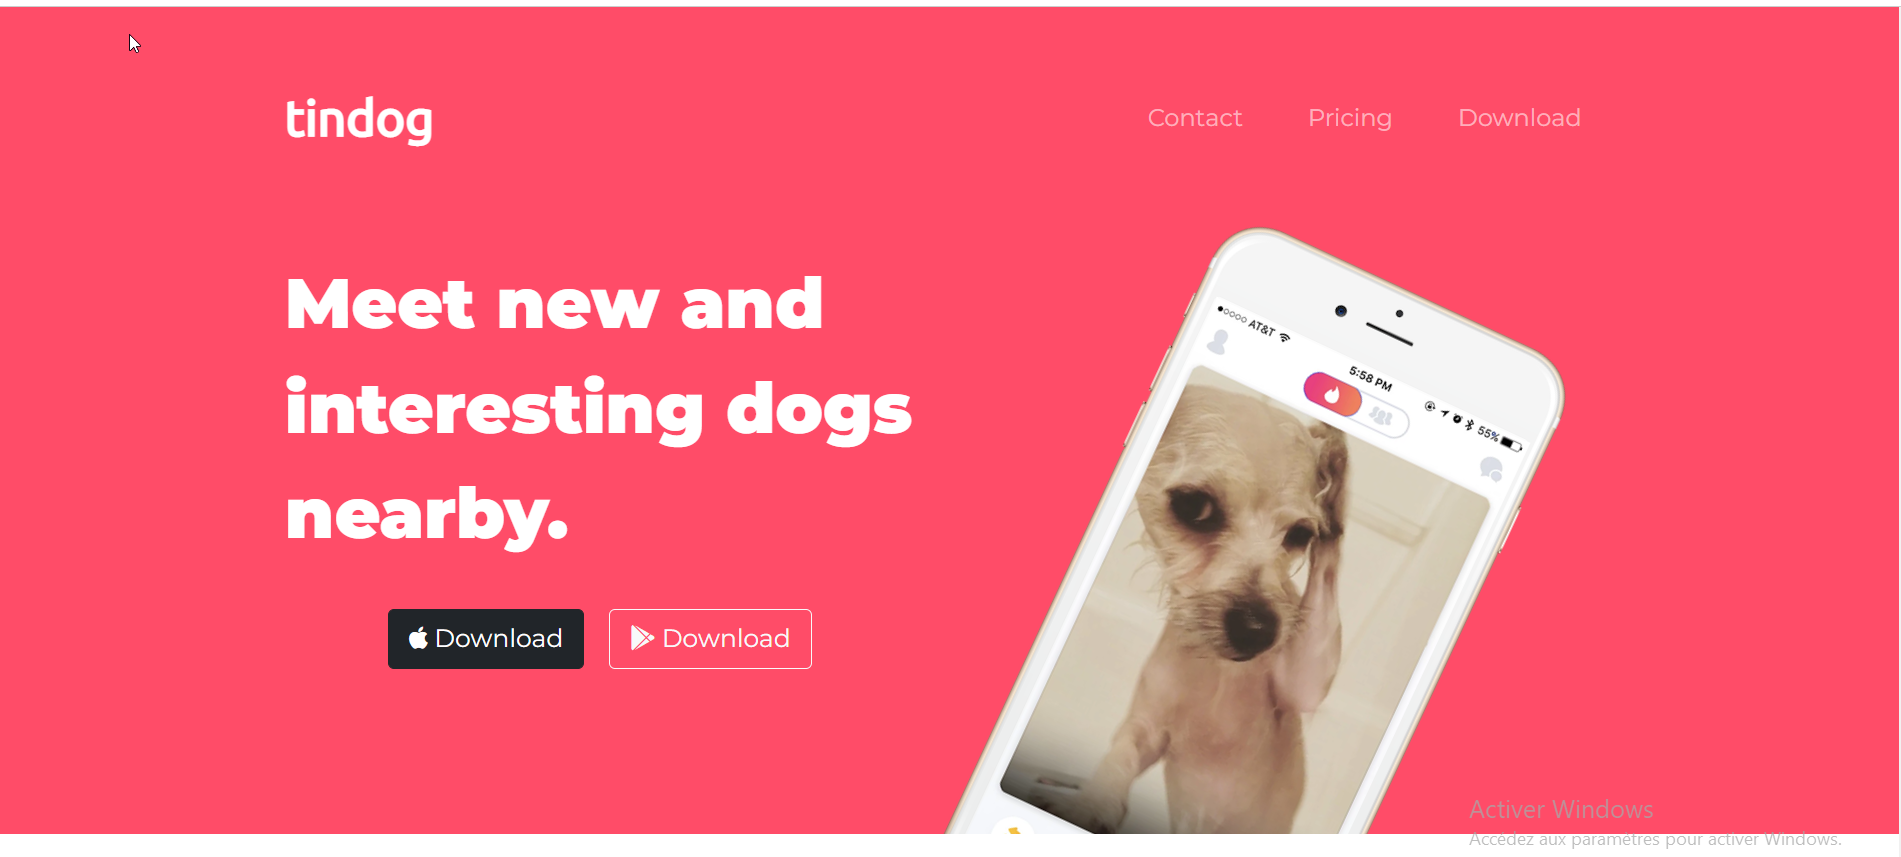 tindog
Contact Pricing Download
Meet new and
interesting dogs
nearby.
Download Download
AT&T
5:58 PM
55%
Activer Windows
Accédez aux paramètres pour activer Windows.